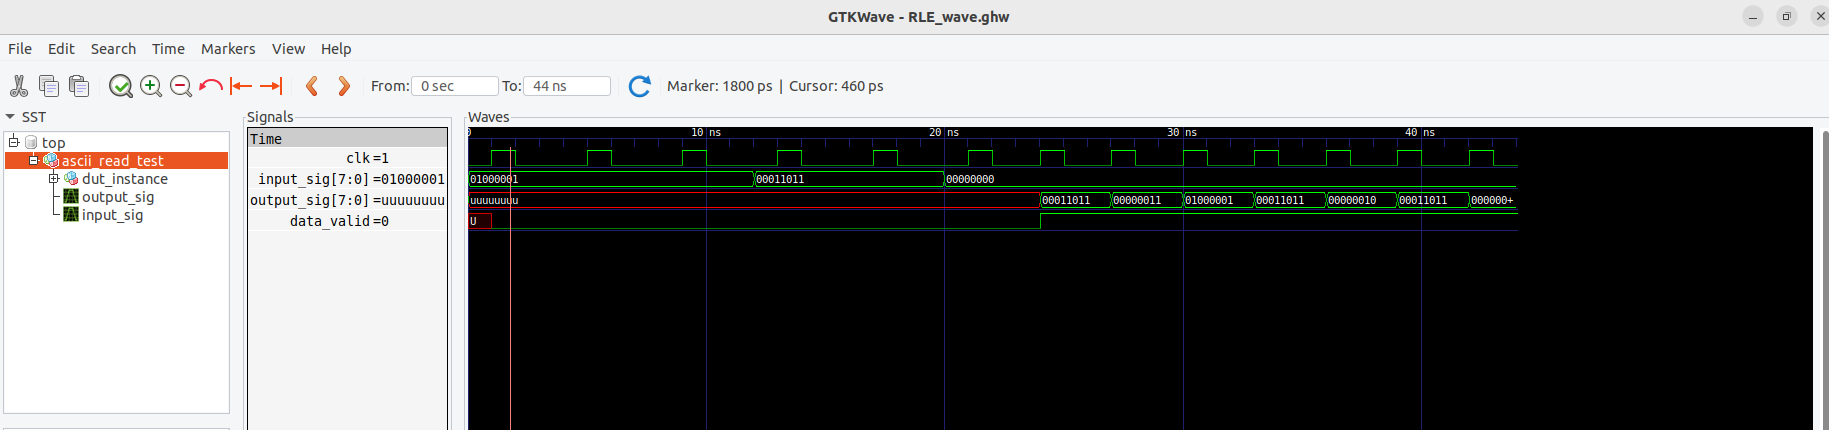 GTKWave - RLE_wave.ghw
File Edit Search Time Markers View Help
From: 0 sec To: 44 ns Marker: 1800 ps | Cursor: 460 ps
SST
top
ascii_read_test
dut_instance
output_sig
input_sig
Signals
Time
clk=1
input_sig[7:0]=01000001
output_sig[7:0]=uuuuuuuu
data_valid=0
Waves
0 10 ns 20 ns 30 ns 40 ns
01000001 00011011 00000000
uuuuuuuu 00011011 00000011 01000001 00011011 00000010 00011011 000000+
U